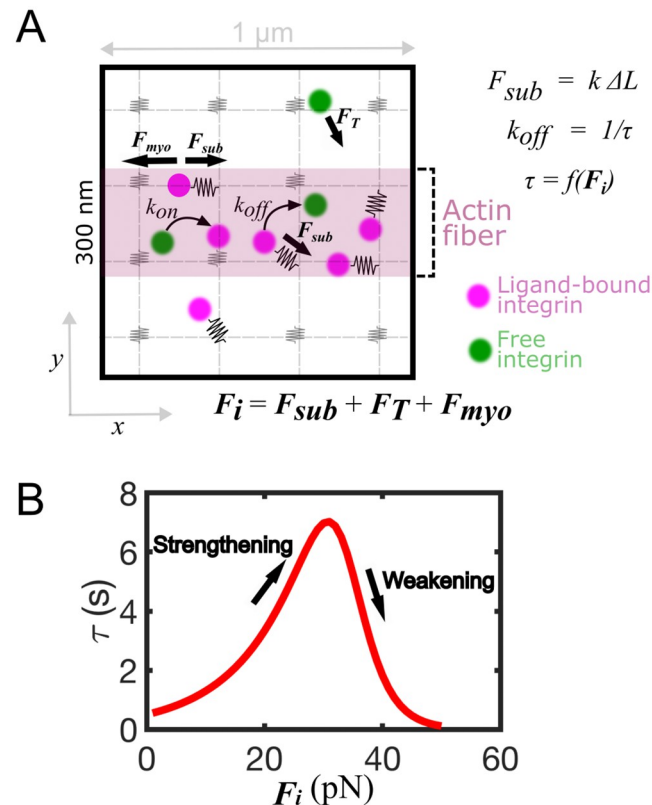 A
1 μm
F_sub = k ΔL
k_off = 1/τ
τ = f(F_i)
F_T
F_myo F_sub
300 nm
k_on
k_off
F_sub
Actin
fiber
Ligand-bound
integrin
Free
integrin
y
x
F_i = F_sub + F_T + F_myo
B
8
6
4
2
0
τ (s)
Strengthening
Weakening
0 20 40 60
F_i (pN)